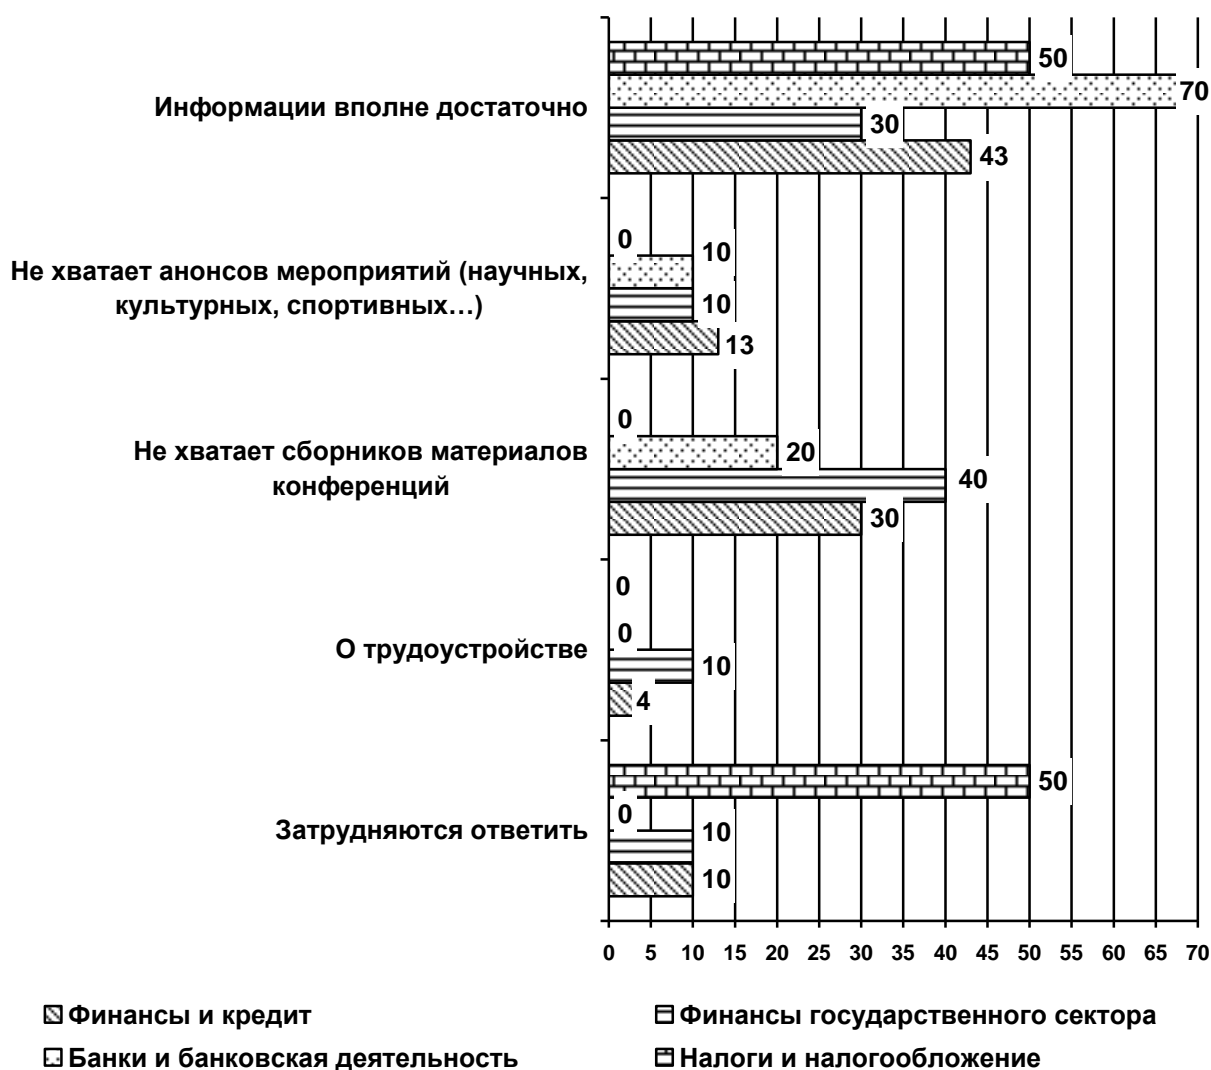 50
70
Информации вполне достаточно
30
43
0
10
Не хватает анонсов мероприятий (научных,
культурных, спортивных…)
10
13
0
Не хватает сборников материалов
конференций
20
40
30
0
0
О трудоустройстве
10
4
50
0
Затрудняются ответить
10
10
0 5 10 15 20 25 30 35 40 45 50 55 60 65 70
Финансы и кредит
Финансы государственного сектора
Банки и банковская деятельность
Налоги и налогообложение